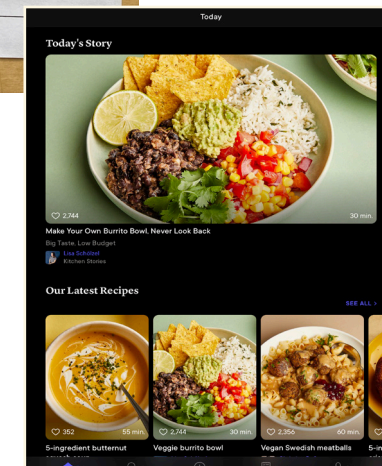 Today
Today's Story
2,744
30 min.
Make Your Own Burrito Bowl, Never Look Back
Big Taste, Low Budget
Lisa Schölzel
Kitchen Stories
Our Latest Recipes
SEE ALL >
352
55 min.
2,744
30 min.
2,356
60 min.
5-ingredient butternut
Veggie burrito bowl
Vegan Swedish meatballs